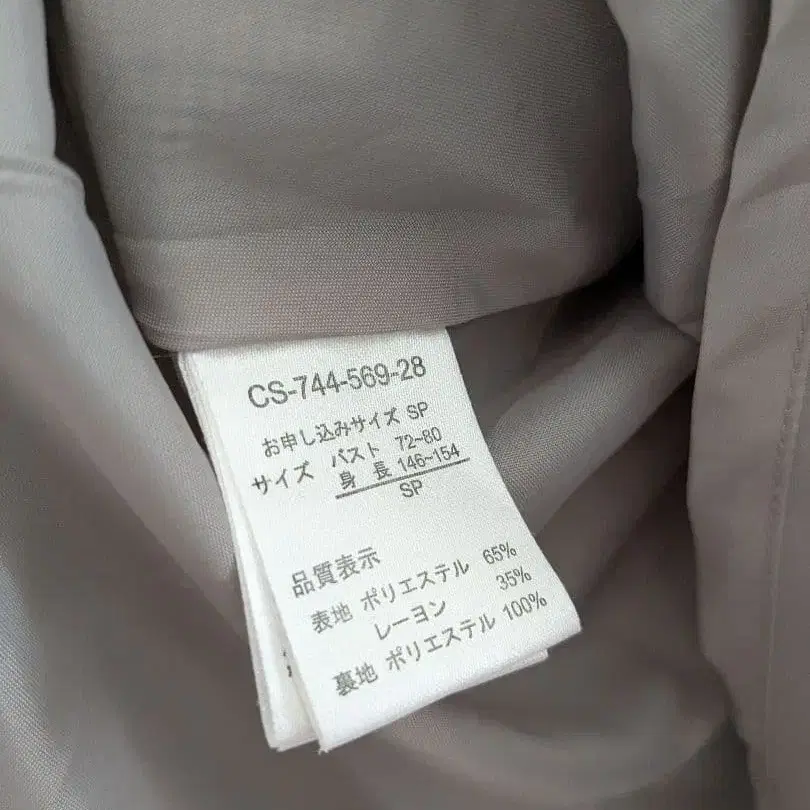 CS-744-569-28
お申し込みサイズ SP
サイズ バスト 72~80
身 長 146~154
SP
品質表示
表地 ポリエステル 65%
レーヨン 35%
裏地 ポリエステル 100%